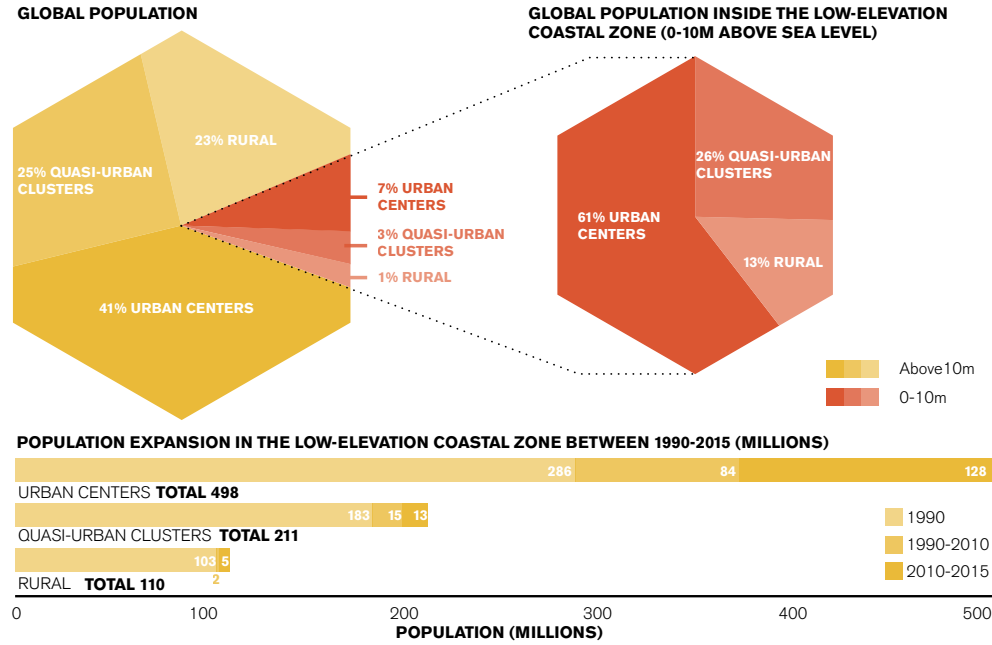 GLOBAL POPULATION
GLOBAL POPULATION INSIDE THE LOW-ELEVATION
COASTAL ZONE (0-10M ABOVE SEA LEVEL)
23% RURAL
25% QUASI-URBAN
CLUSTERS
41% URBAN CENTERS
7% URBAN
CENTERS
3% QUASI-URBAN
CLUSTERS
1% RURAL
26% QUASI-URBAN
CLUSTERS
61% URBAN
CENTERS
13% RURAL
Above10m
0-10m
POPULATION EXPANSION IN THE LOW-ELEVATION COASTAL ZONE BETWEEN 1990-2015 (MILLIONS)
286 84 128
URBAN CENTERS TOTAL 498
183 15 13
QUASI-URBAN CLUSTERS TOTAL 211
103 5
2
RURAL TOTAL 110
1990
1990-2010
2010-2015
0 100 200 300 400 500
POPULATION (MILLIONS)